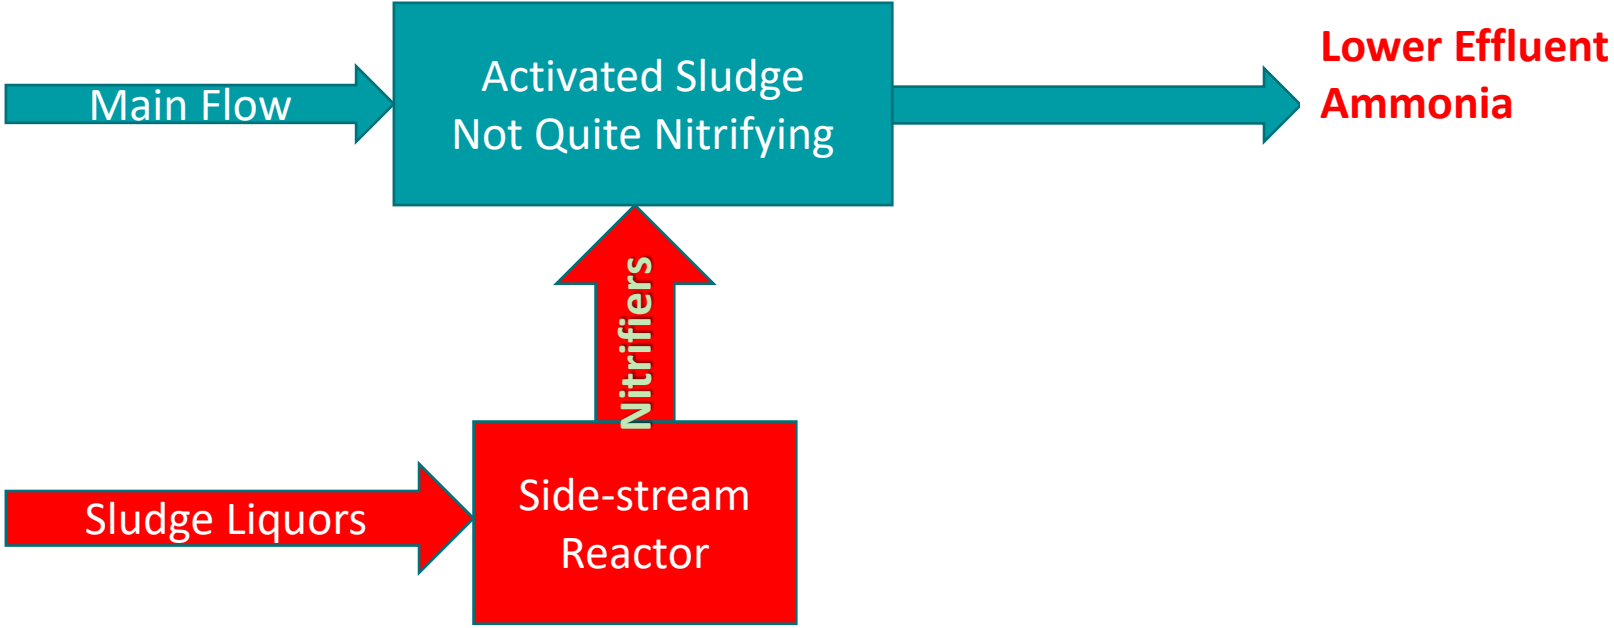 Main Flow
Activated Sludge
Not Quite Nitrifying
Lower Effluent
Ammonia
Nitrifiers
Sludge Liquors
Side-stream
Reactor